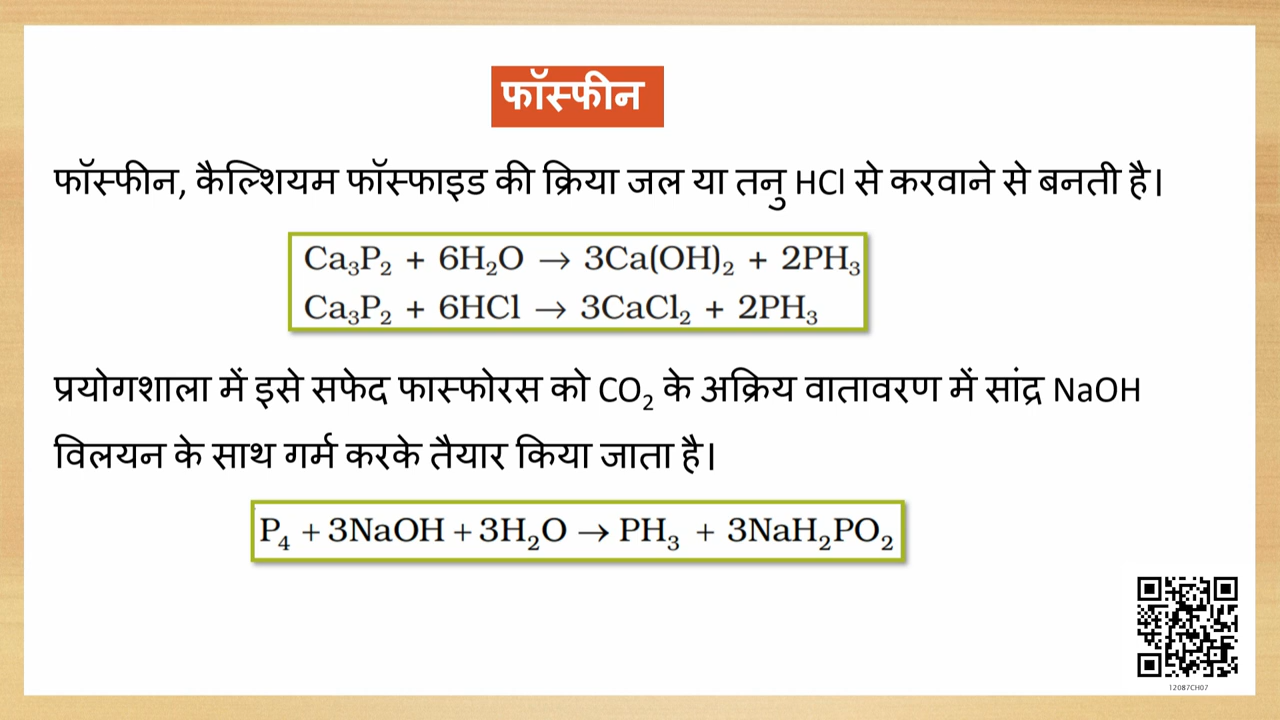 फॉस्फीन
फॉस्फीन, कैल्शियम फॉस्फाइड की क्रिया जल या तनु HCl से करवाने से बनती है।
Ca₃P₂ + 6H₂O → 3Ca(OH)₂ + 2PH₃
Ca₃P₂ + 6HCl → 3CaCl₂ + 2PH₃
प्रयोगशाला में इसे सफेद फास्फोरस को CO₂ के अक्रिय वातावरण में सांद्र NaOH
विलयन के साथ गर्म करके तैयार किया जाता है।
P₄ + 3NaOH + 3H₂O → PH₃ + 3NaH₂PO₂
12087CH07